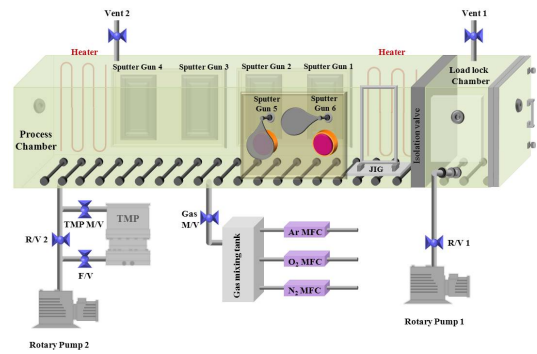 Vent 2
Vent 1
Heater
Heater
Sputter Gun 4
Sputter Gun 3
Sputter Gun 2
Sputter Gun 1
Load lock
Chamber
Sputter
Gun 5
Sputter
Gun 6
Process
Chamber
Isolation valve
JIG
TMP M/V
TMP
Gas
M/V
R/V 2
F/V
Gas mixing tank
Ar MFC
O₂ MFC
N₂ MFC
R/V 1
Rotary Pump 2
Rotary Pump 1